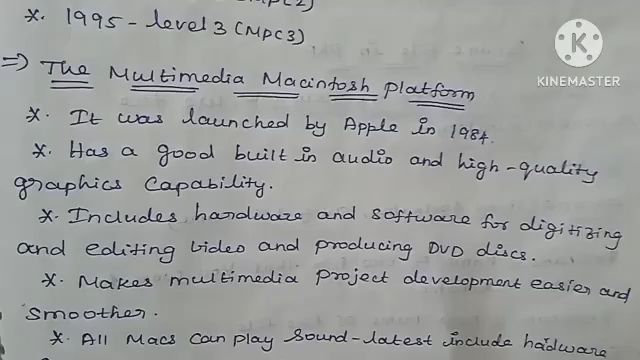 *. 1995 - level 3 (MPC3)
KINEMASTER
=> The Multimedia Macintosh platform
*. It was launched by Apple in 1984.
*. Has a good built in audio and high-quality
graphics capability.
*. Includes hardware and software for digitizing
and editing video and producing DVD discs.
*. Makes multimedia project development easier and
smoother.
*. All Macs can play sound-latest include hadware